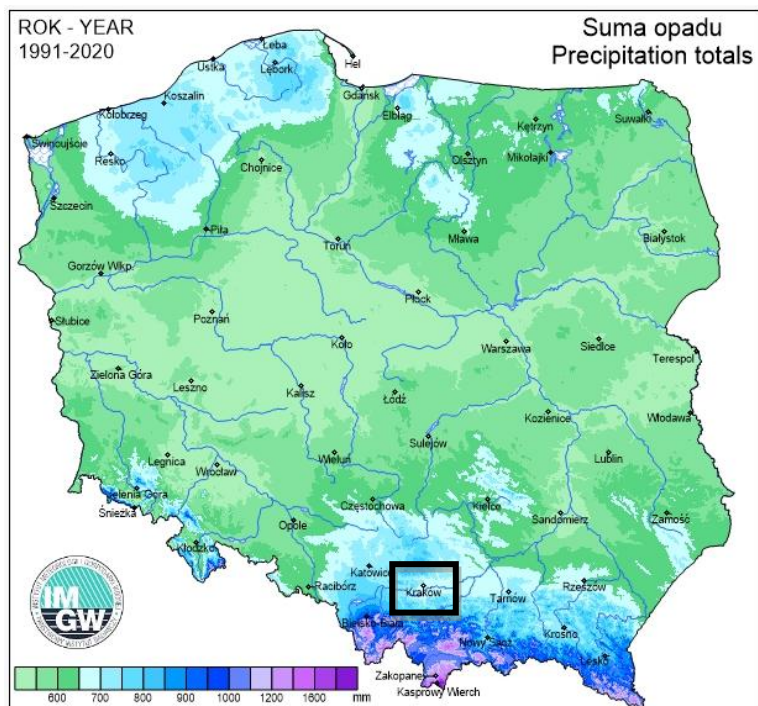 ROK - YEAR
1991-2020
Suma opadu
Precipitation totals
Łeba
Hel
Ustka
Lębork
Gdańsk
Koszalin
Kołobrzeg
Elbląg
Kętrzyn
Suwałki
Świnoujście
Resko
Chojnice
Olsztyn
Mikołajki
Szczecin
Piła
Mława
Białystok
Toruń
Gorzów Wlkp.
Płock
Słubice
Poznań
Koło
Warszawa
Siedlce
Terespol
Zielona Góra
Leszno
Kalisz
Łódź
Kozienice
Włodawa
Sulejów
Legnica
Wrocław
Wieluń
Lublin
Jelenia Góra
Śnieżka
Częstochowa
Kielce
Sandomierz
Zamość
Opole
Kłodzko
Katowice
Racibórz
Kraków
Tarnów
Rzeszów
Bielsko-Biała
Nowy Sącz
Krosno
Lesko
Zakopane
Kasprowy Wierch
IM
GW
600 700 800 900 1000 1200 1600 mm